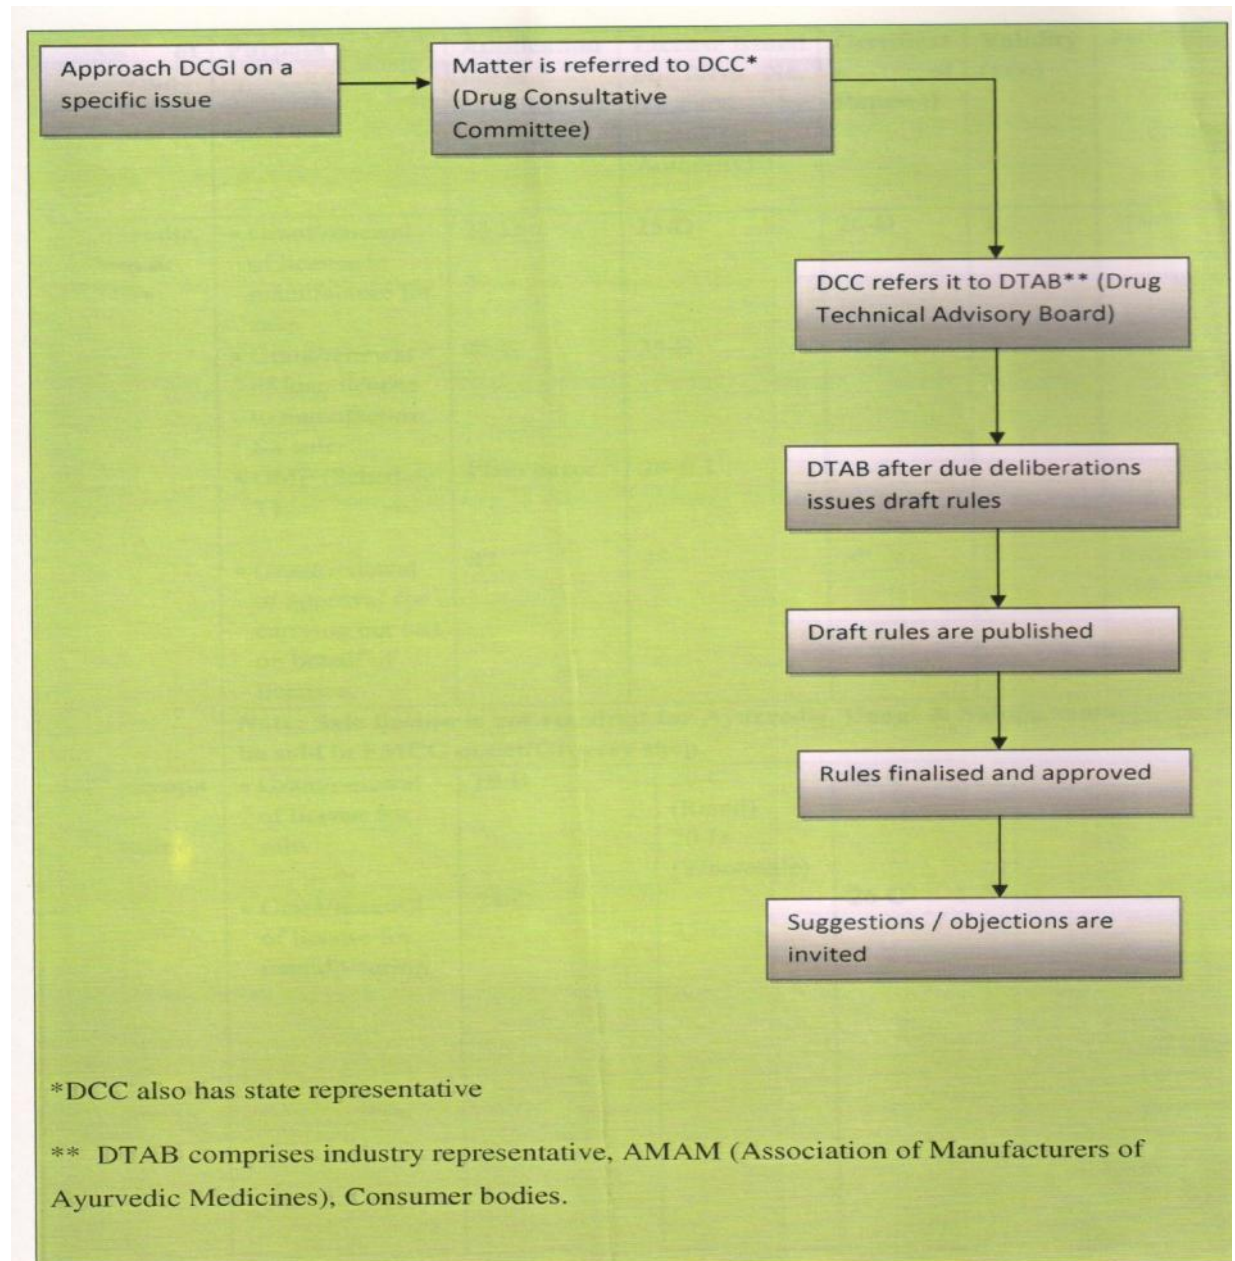 Approach DCGI on a
specific issue
Matter is referred to DCC*
(Drug Consultative
Committee)
DCC refers it to DTAB** (Drug
Technical Advisory Board)
DTAB after due deliberations
issues draft rules
Draft rules are published
Rules finalised and approved
Suggestions / objections are
invited
*DCC also has state representative
** DTAB comprises industry representative, AMAM (Association of Manufacturers of
Ayurvedic Medicines), Consumer bodies.